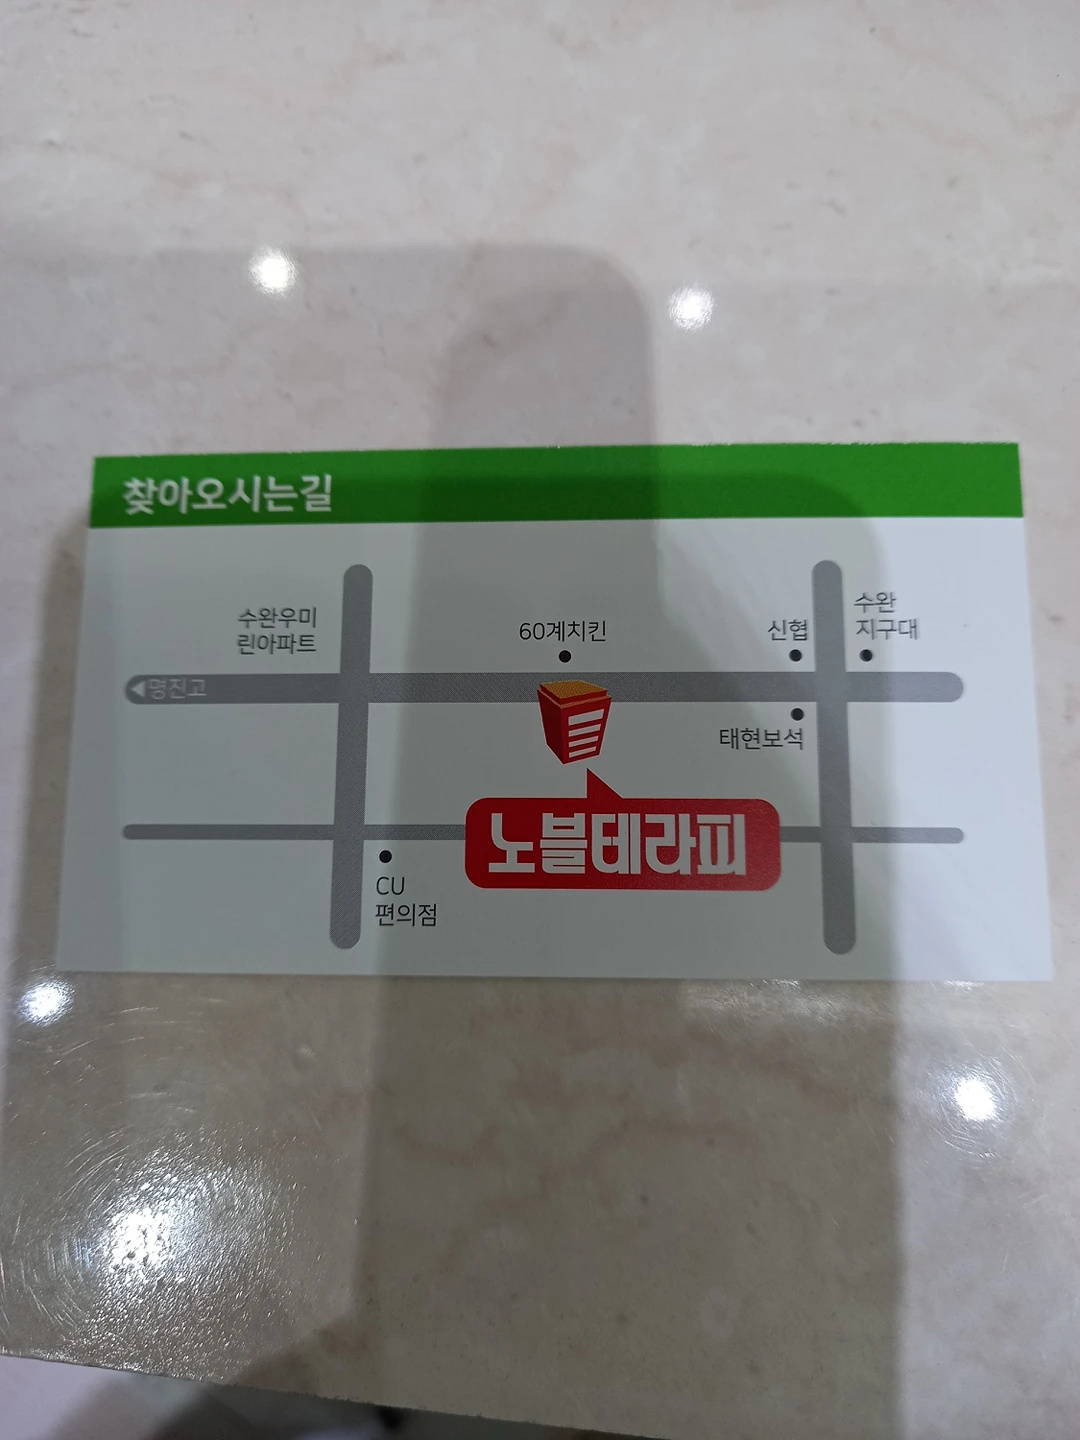 찾아오시는길
수완우미
린아파트
60계치킨
신협
수완
지구대
◀명진고
태현보석
노블테라피
CU
편의점